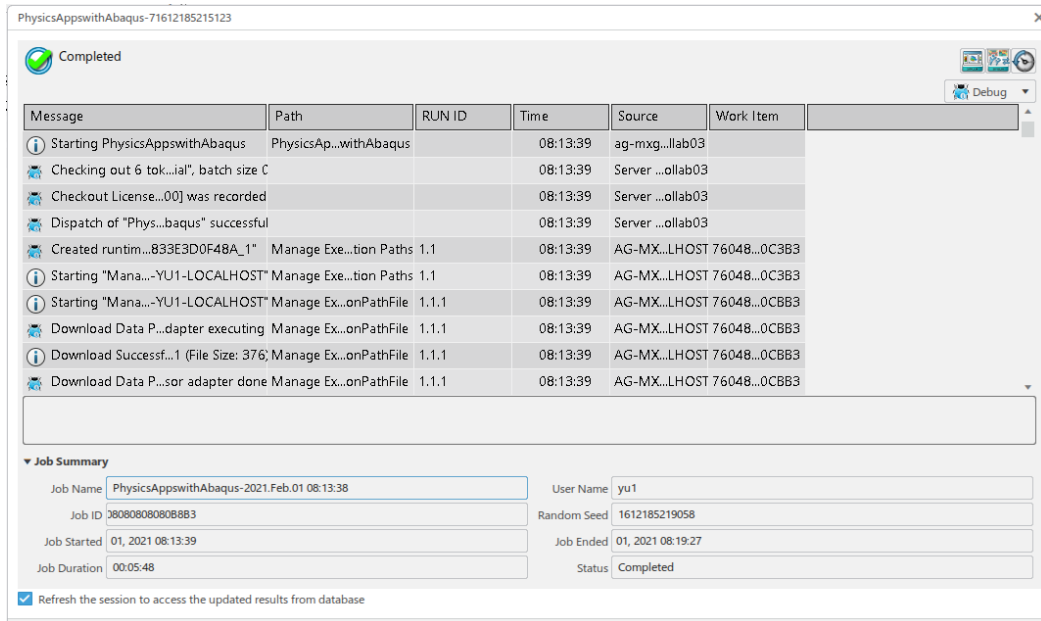 PhysicsAppswithAbaqus-71612185215123
Completed
Debug
Message Path RUN ID Time Source Work Item
Starting PhysicsAppswithAbaqus PhysicsAp...withAbaqus 08:13:39 ag-mxg...llab03
Checking out 6 tok...ial", batch size 0 08:13:39 Server ...ollab03
Checkout License...00] was recorded 08:13:39 Server ...ollab03
Dispatch of "Phys...baqus" successful 08:13:39 Server ...ollab03
Created runtim...833E3D0F48A_1" Manage Exe...tion Paths 1.1 08:13:39 AG-MX...LHOST 76048...0C3B3
Starting "Mana...-YU1-LOCALHOST" Manage Exe...tion Paths 1.1 08:13:39 AG-MX...LHOST 76048...0C3B3
Starting "Mana...-YU1-LOCALHOST" Manage Ex...onPathFile 1.1.1 08:13:39 AG-MX...LHOST 76048...0CBB3
Download Data P...dapter executing Manage Ex...onPathFile 1.1.1 08:13:39 AG-MX...LHOST 76048...0CBB3
Download Successf...1 (File Size: 376) Manage Ex...onPathFile 1.1.1 08:13:39 AG-MX...LHOST 76048...0CBB3
Download Data P...sor adapter done Manage Ex...onPathFile 1.1.1 08:13:39 AG-MX...LHOST 76048...0CBB3
Job Summary
Job Name PhysicsAppswithAbaqus-2021.Feb.01 08:13:38 User Name yu1
Job ID 08080808080B8B3 Random Seed 1612185219058
Job Started 01, 2021 08:13:39 Job Ended 01, 2021 08:19:27
Job Duration 00:05:48 Status Completed
Refresh the session to access the updated results from database